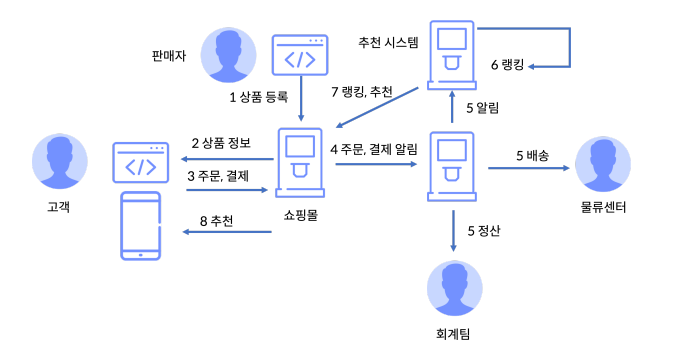 판매자
추천 시스템
6 랭킹
1 상품 등록
7 랭킹, 추천
5 알림
2 상품 정보
4 주문, 결제 알림
5 배송
3 주문, 결제
고객
쇼핑몰
물류센터
8 추천
5 정산
회계팀